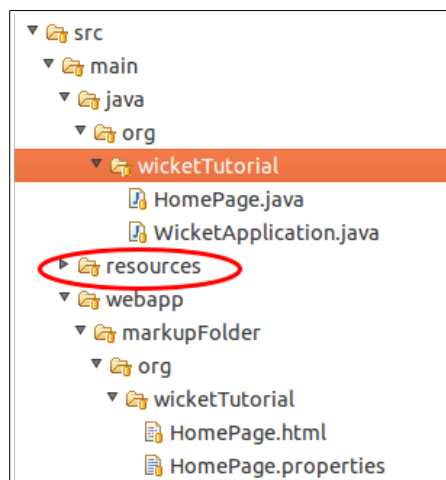 src
main
java
org
wicketTutorial
HomePage.java
WicketApplication.java
resources
webapp
markupFolder
org
wicketTutorial
HomePage.html
HomePage.properties